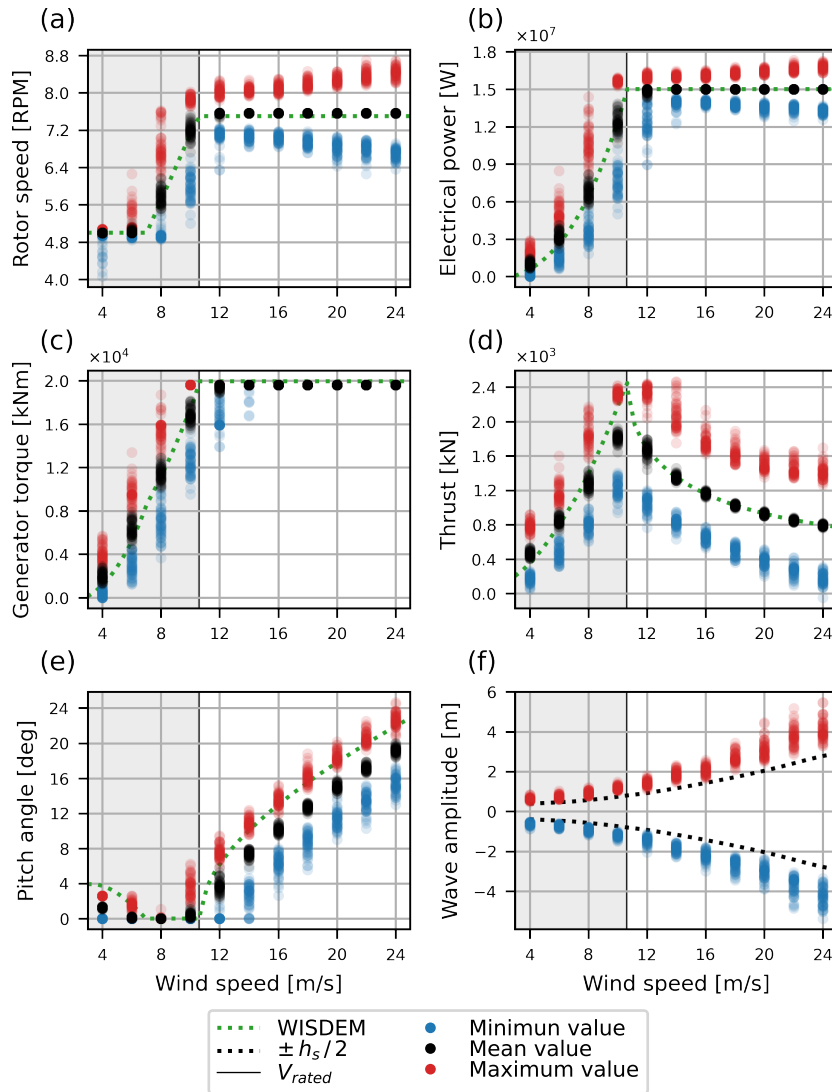 (a) (b)
×10⁷
8.8
8.0
7.2
6.4
5.6
4.8
4.0
Rotor speed [RPM]
4 8 12 16 20 24
1.8
1.5
1.2
0.9
0.6
0.3
0.0
Electrical power [W]
4 8 12 16 20 24
(c) (d)
×10⁴ ×10³
2.0
1.6
1.2
0.8
0.4
0.0
Generator torque [kNm]
4 8 12 16 20 24
2.4
2.0
1.6
1.2
0.8
0.4
0.0
Thrust [kN]
4 8 12 16 20 24
(e) (f)
24
20
16
12
8
4
0
Pitch angle [deg]
4 8 12 16 20 24
Wind speed [m/s]
6
4
2
0
−2
−4
Wave amplitude [m]
4 8 12 16 20 24
Wind speed [m/s]
WISDEM
± h_s / 2
V_rated
Minimun value
Mean value
Maximum value